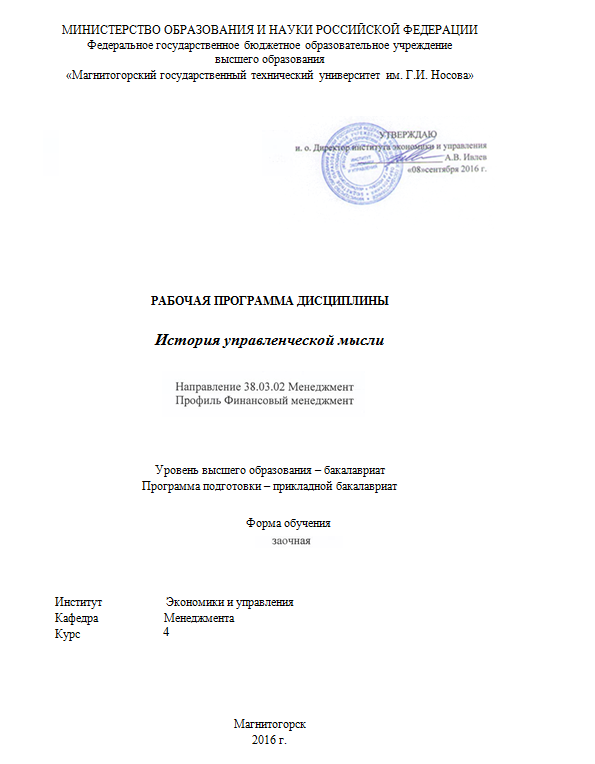 МИНИСТЕРСТВО ОБРАЗОВАНИЯ И НАУКИ РОССИЙСКОЙ ФЕДЕРАЦИИ
Федеральное государственное бюджетное образовательное учреждение
высшего образования
«Магнитогорский государственный технический университет им. Г.И. Носова»
УТВЕРЖДАЮ
и. о. Директор института экономики и управления
А.В. Ивлев
«08»сентября 2016 г.
РАБОЧАЯ ПРОГРАММА ДИСЦИПЛИНЫ
История управленческой мысли
Направление 38.03.02 Менеджмент
Профиль Финансовый менеджмент
Уровень высшего образования – бакалавриат
Программа подготовки – прикладной бакалавриат
Форма обучения
заочная
Институт Экономики и управления
Кафедра Менеджмента
Курс 4
Магнитогорск
2016 г.